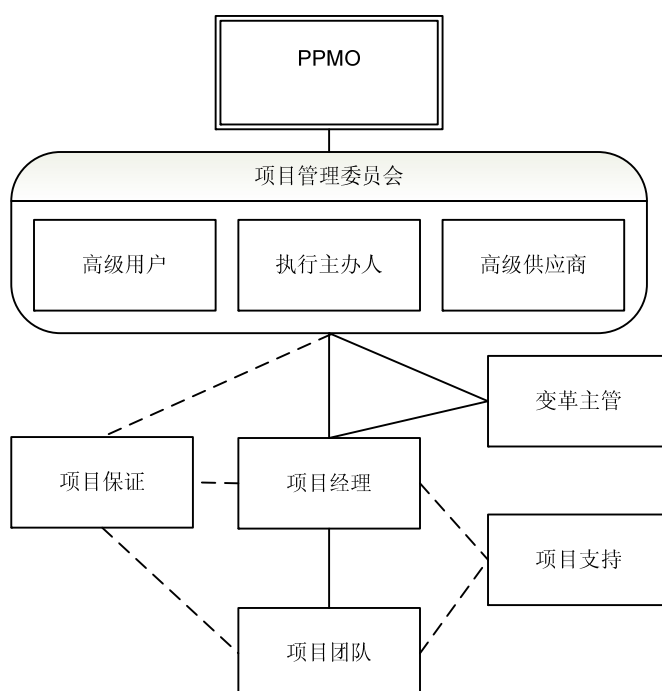 PPMO
项目管理委员会
高级用户
执行主办人
高级供应商
变革主管
项目保证
项目经理
项目支持
项目团队